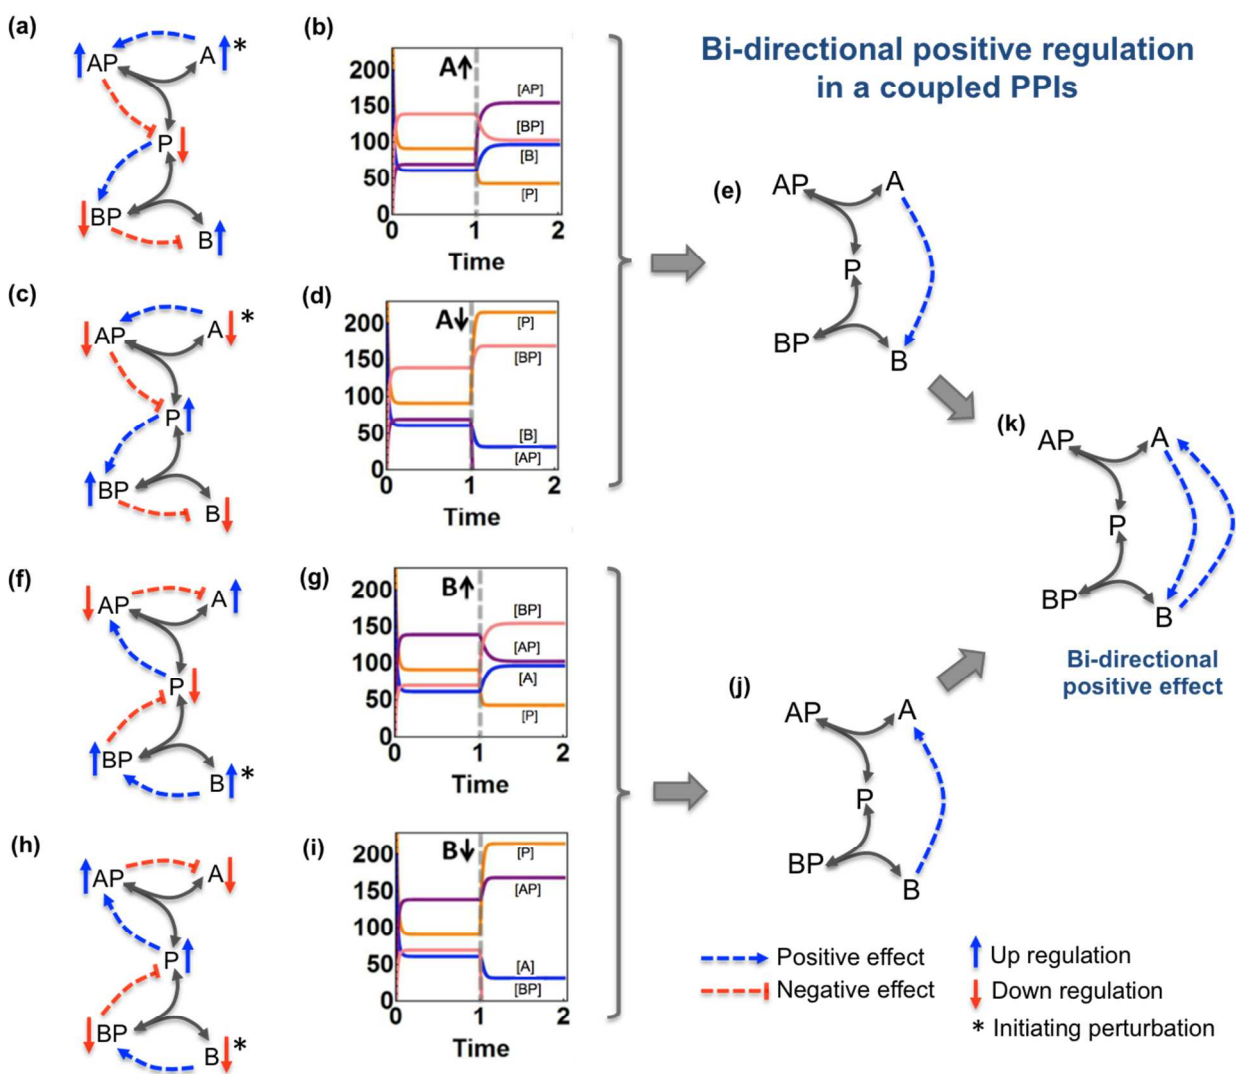 Bi-directional positive regulation
in a coupled PPIs
(a)
AP
A
*
P
BP
B
(b)
A
200
150
100
50
0
[AP]
[BP]
[B]
[P]
0 1 2
Time
(c)
AP
A
*
P
BP
B
(d)
A
200
150
100
50
0
[P]
[BP]
[B]
[AP]
0 1 2
Time
(e)
AP
A
P
BP
B
(f)
AP
A
P
BP
B
*
(g)
B
200
150
100
50
0
[BP]
[AP]
[A]
[P]
0 1 2
Time
(h)
AP
A
P
BP
B
*
(i)
B
200
150
100
50
0
[P]
[AP]
[A]
[BP]
0 1 2
Time
(j)
AP
A
P
BP
B
(k)
AP
A
P
BP
B
Bi-directional
positive effect
Positive effect
Negative effect
Up regulation
Down regulation
* Initiating perturbation